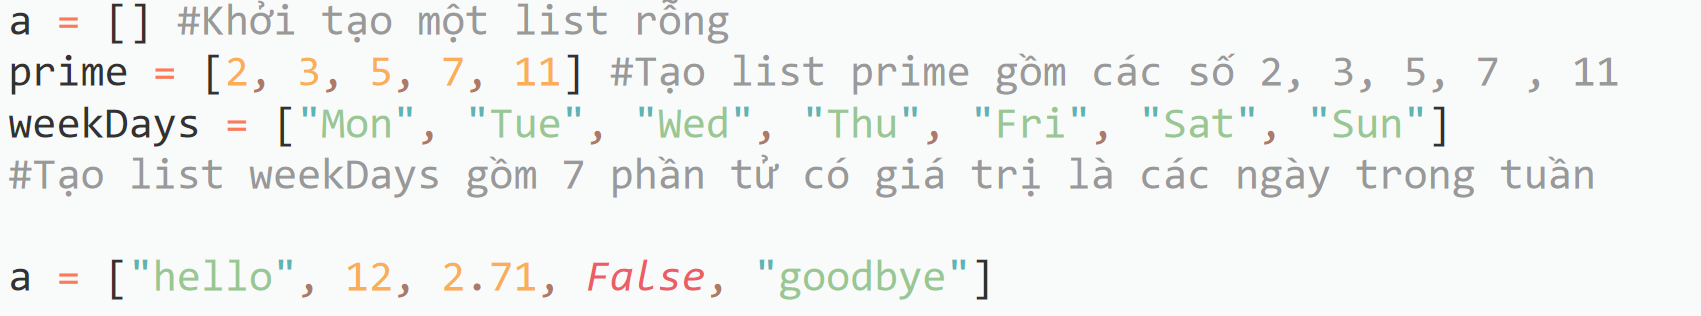 a = [] #Khởi tạo một list rỗng
prime = [2, 3, 5, 7, 11] #Tạo list prime gồm các số 2, 3, 5, 7 , 11
weekDays = ["Mon", "Tue", "Wed", "Thu", "Fri", "Sat", "Sun"]
#Tạo list weekDays gồm 7 phần tử có giá trị là các ngày trong tuần
a = ["hello", 12, 2.71, False, "goodbye"]